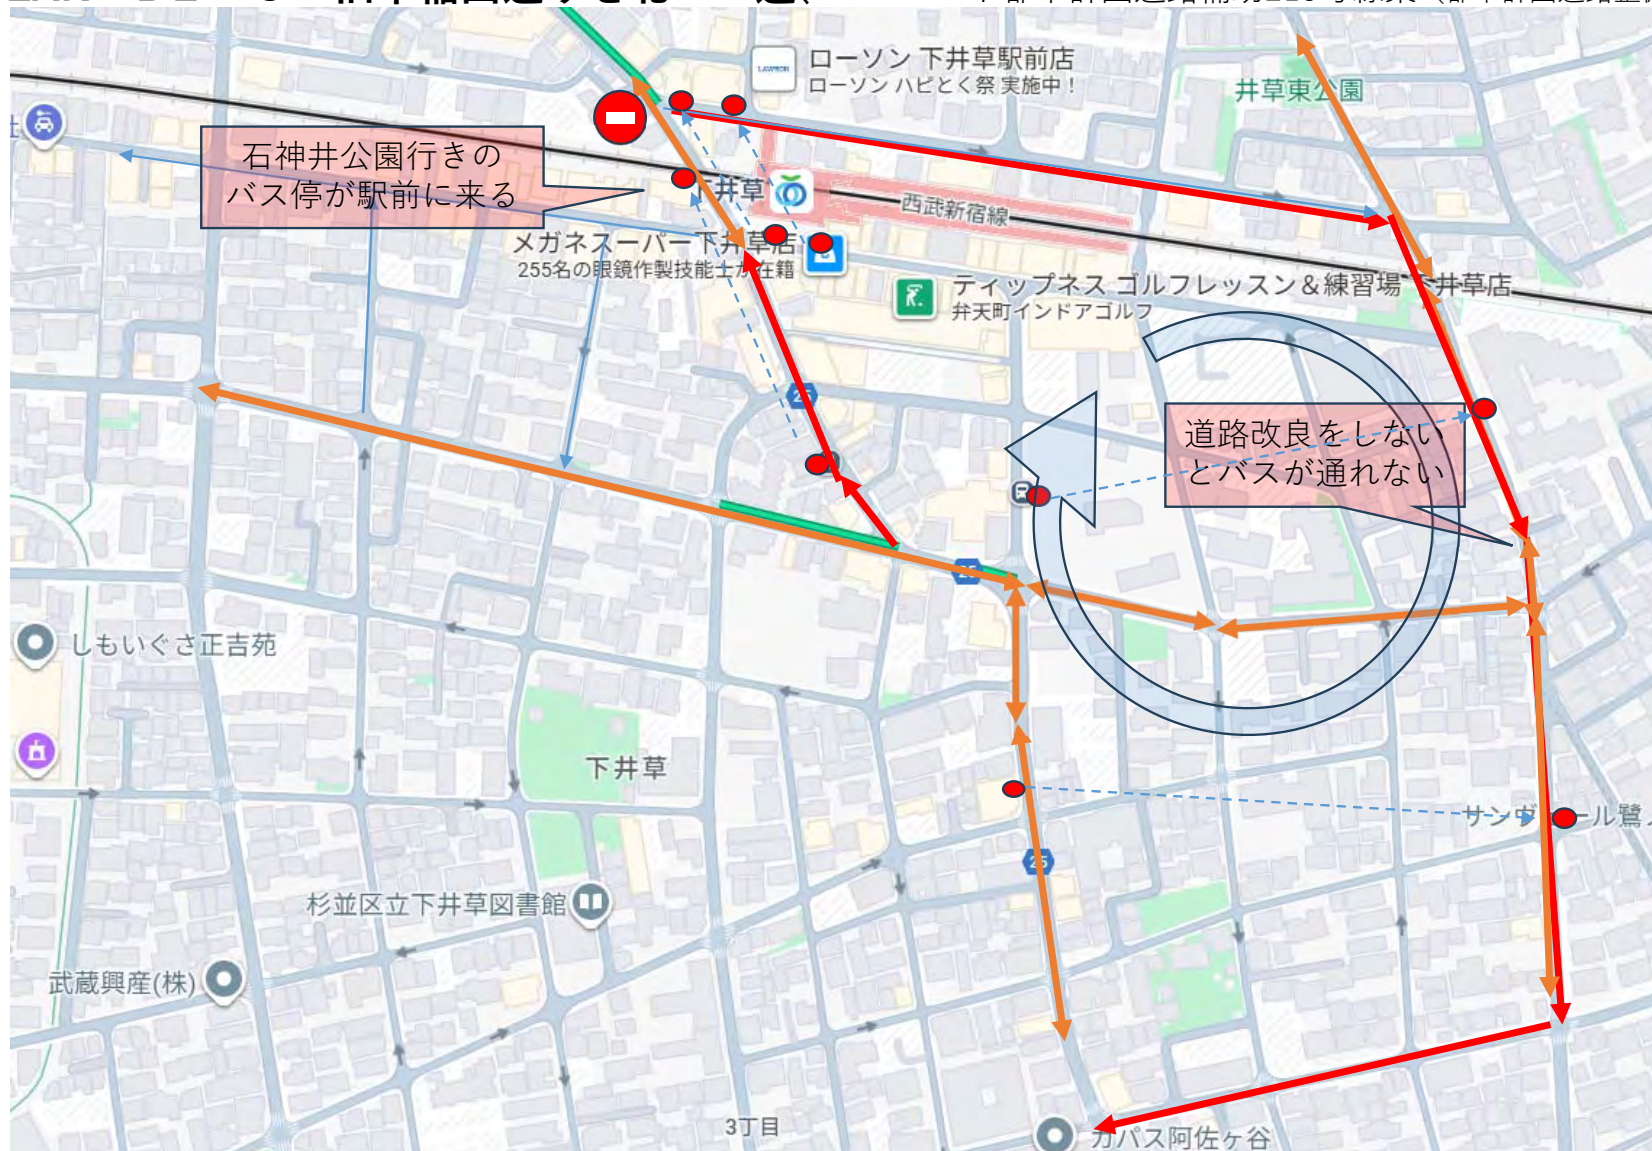 ローソン 下井草駅前店
ローソン ハピとく祭 実施中！
LAWSON
井草東公園
石神井公園行きの
バス停が駅前に来る
西武新宿線
メガネスーパー下井草店
255名の眼鏡作製技能士が在籍
ティップネス ゴルフレッスン＆練習場 下井草店
弁天町インドアゴルフ
25
道路改良をしない
とバスが通れない
25
しもいぐさ正吉苑
下井草
25
杉並区立下井草図書館
武蔵興産(株)
3丁目
カパス阿佐ヶ谷